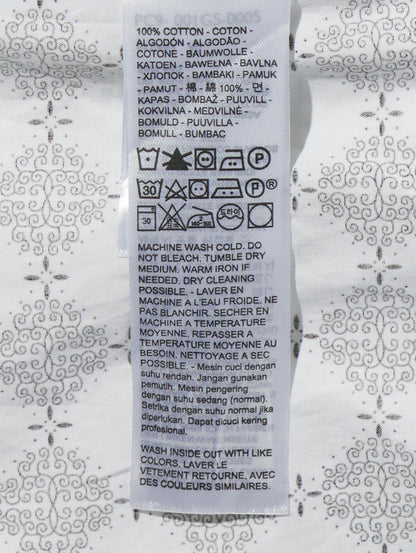 100% COTTON - COTON -
ALGODÓN - ALGODÃO -
COTONE - BAUMWOLLE -
KATOEN - BAWEŁNA - BAVLNA
- ХЛОПОК - BAMBAKI - PAMUK
- PAMUT - 棉 - 綿 100% - 면 -
KAPAS - BOMBAŽ - PUUVILL -
KOKVILNA - MEDVILNĖ -
BOMULD - PUUVILLA -
BOMULL - BUMBAC
P
30 P ®
30 드라이
MACHINE WASH COLD. DO
NOT BLEACH. TUMBLE DRY
MEDIUM. WARM IRON IF
NEEDED. DRY CLEANING
POSSIBLE. - LAVER EN
MACHINE A L'EAU FROIDE. NE
PAS BLANCHIR. SECHER EN
MACHINE A TEMPERATURE
MOYENNE. REPASSER A
TEMPERATURE MOYENNE AU
BESOIN. NETTOYAGE A SEC
POSSIBLE. - Mesin cuci dengan
suhu rendah. Jangan gunakan
pemutih. Mesin pengering
dengan suhu sedang (normal).
Setrika dengan suhu normal jika
diperlukan. Dapat dicuci kering
profesional.
WASH INSIDE OUT WITH LIKE
COLORS. LAVER LE
VETEMENT RETOURNE, AVEC
DES COULEURS SIMILAIRES.